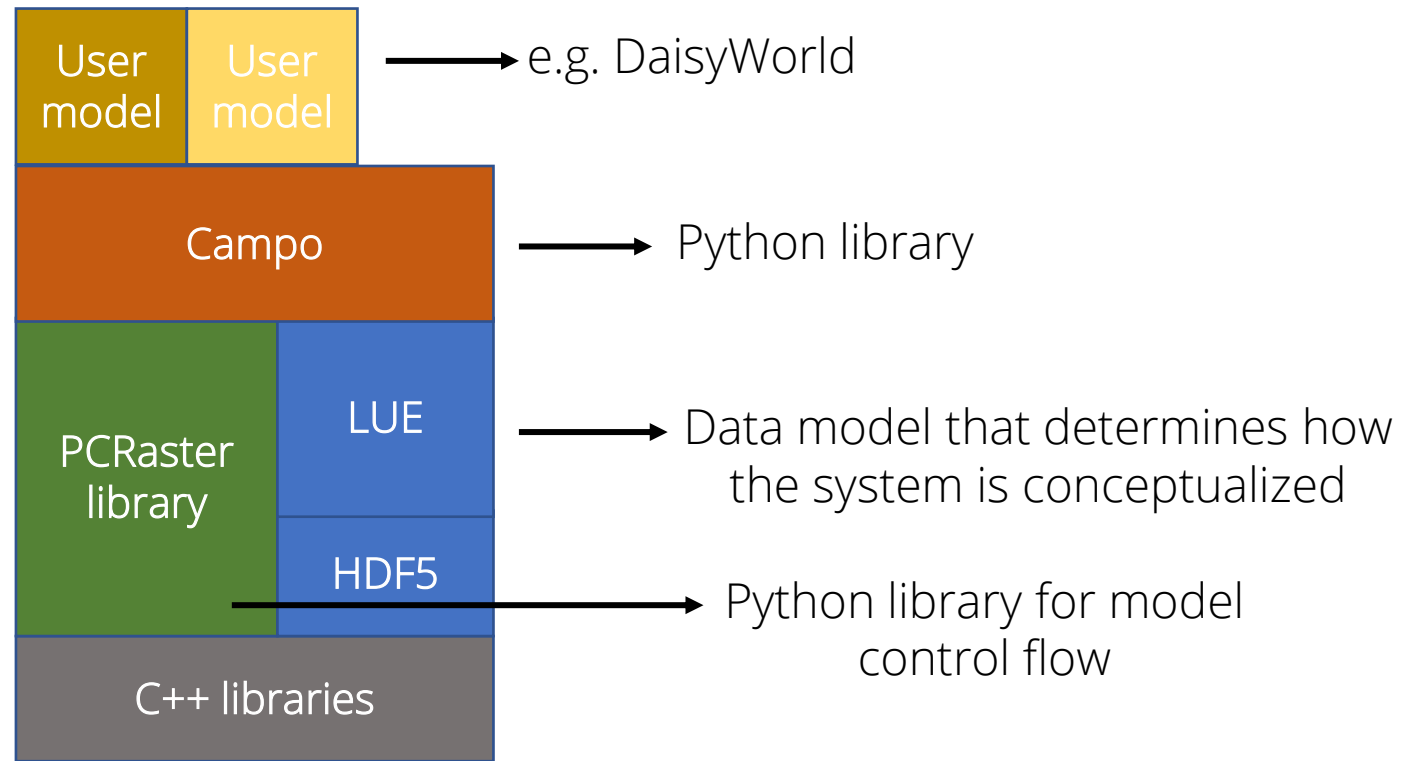 User
model
User
model
e.g. DaisyWorld
Campo
Python library
PCRaster
library
LUE
Data model that determines how
the system is conceptualized
HDF5
Python library for model
control flow
C++ libraries